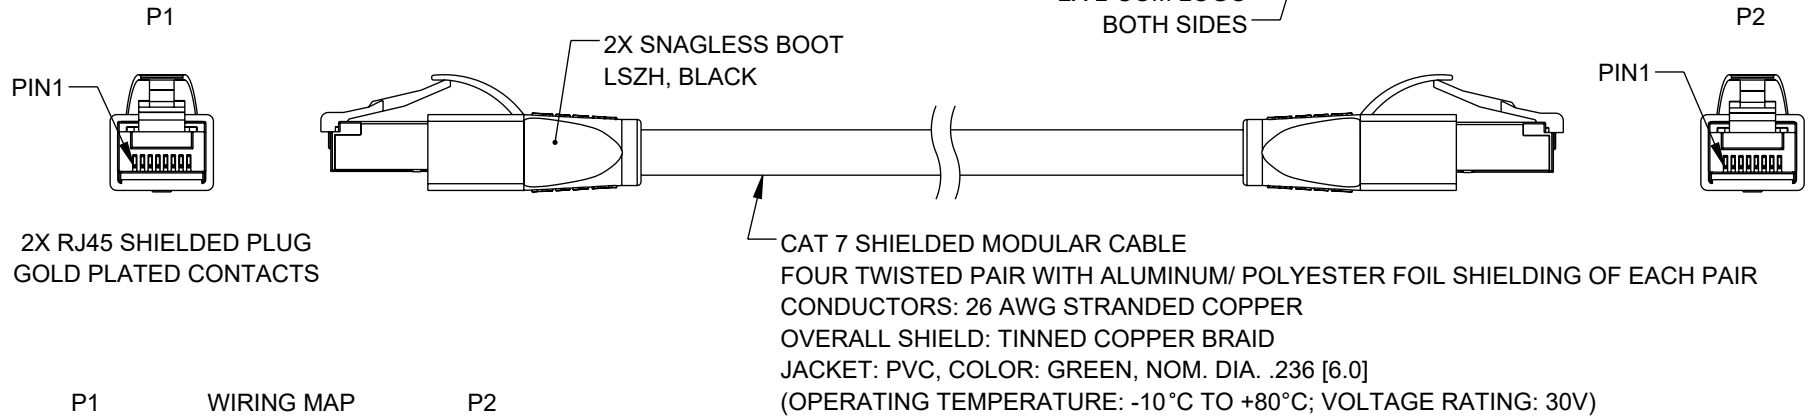 P1
P2
BOTH SIDES
2X SNAGLESS BOOT
LSZH, BLACK
PIN1
PIN1
2X RJ45 SHIELDED PLUG
GOLD PLATED CONTACTS
CAT 7 SHIELDED MODULAR CABLE
FOUR TWISTED PAIR WITH ALUMINUM/ POLYESTER FOIL SHIELDING OF EACH PAIR
CONDUCTORS: 26 AWG STRANDED COPPER
OVERALL SHIELD: TINNED COPPER BRAID
JACKET: PVC, COLOR: GREEN, NOM. DIA. .236 [6.0]
(OPERATING TEMPERATURE: -10°C TO +80°C; VOLTAGE RATING: 30V)
P1 WIRING MAP P2